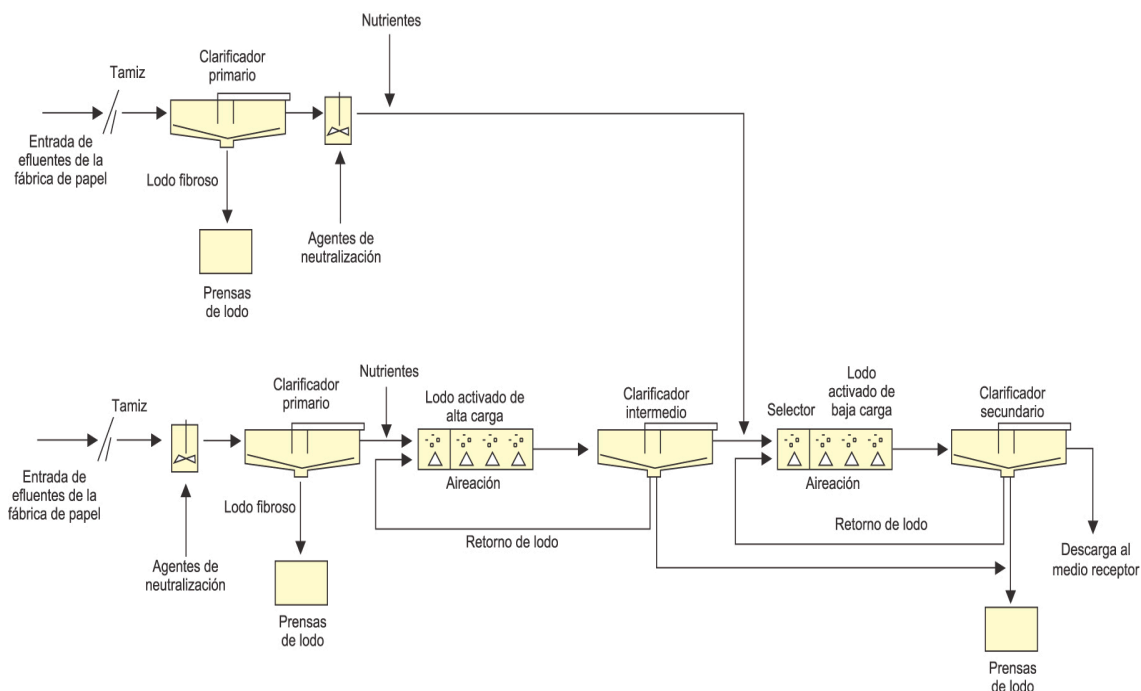 Nutrientes
Clarificador
primario
Tamiz
Entrada de
efluentes de la
fábrica de papel
Lodo fibroso
Agentes de
neutralización
Prensas
de lodo
Tamiz
Clarificador
primario
Nutrientes
Lodo activado de
alta carga
Clarificador
intermedio
Selector
Lodo
activado de
baja carga
Clarificador
secundario
Entrada de
efluentes de la
fábrica de papel
Lodo fibroso
Aireación
Aireación
Retorno de lodo
Retorno de lodo
Descarga al
medio receptor
Agentes de
neutralización
Prensas
de lodo
Prensas
de lodo